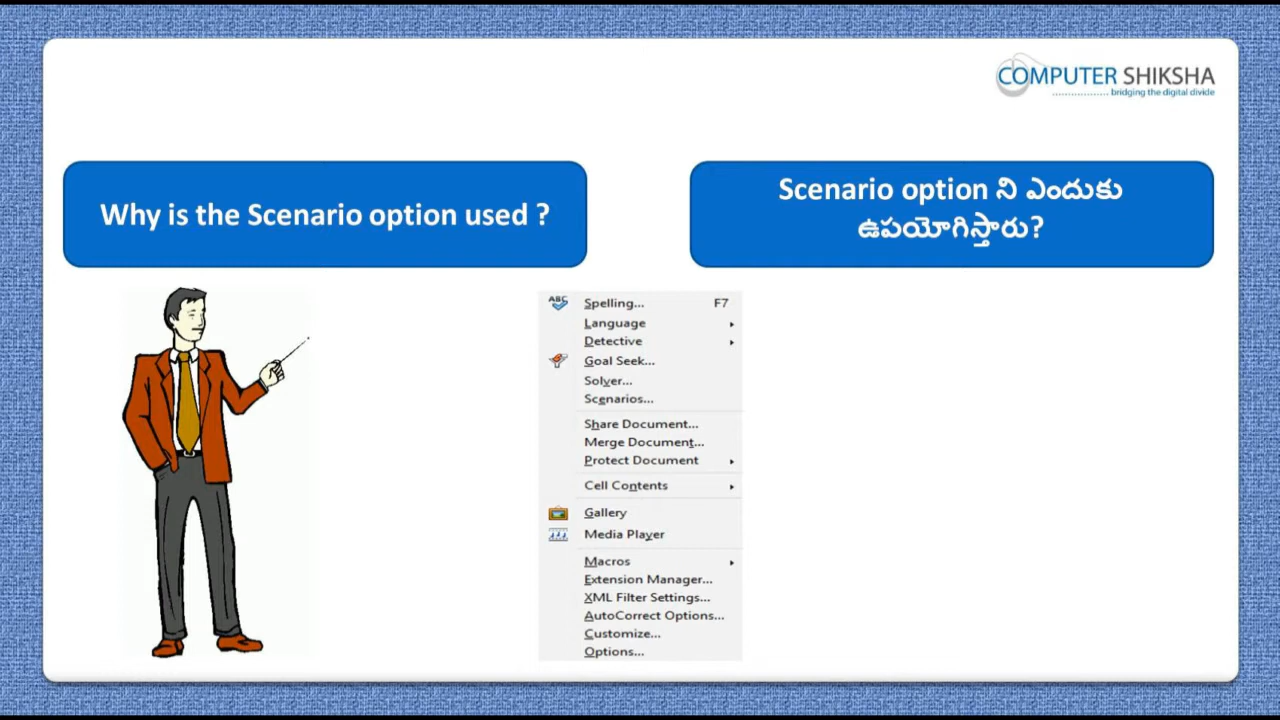 COMPUTER SHIKSHA
bridging the digital divide
Why is the Scenario option used ?
Scenario option ని ఎందుకు
ఉపయోగిస్తారు?
ABC Spelling... F7
Language
Detective
Goal Seek...
Solver...
Scenarios...
Share Document...
Merge Document...
Protect Document
Cell Contents
Gallery
Media Player
Macros
Extension Manager...
XML Filter Settings...
AutoCorrect Options...
Customize...
Options...